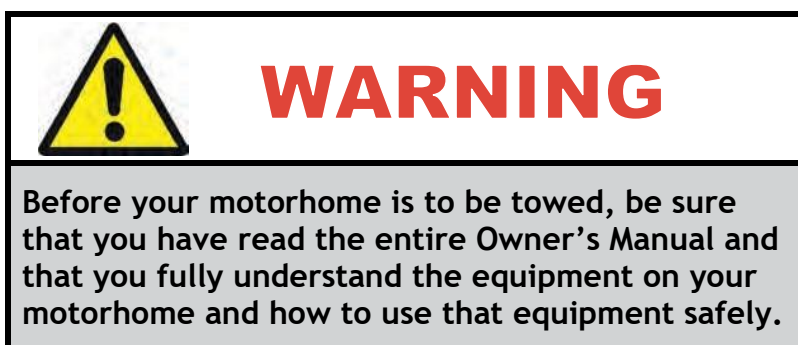 WARNING
Before your motorhome is to be towed, be sure
that you have read the entire Owner’s Manual and
that you fully understand the equipment on your
motorhome and how to use that equipment safely.